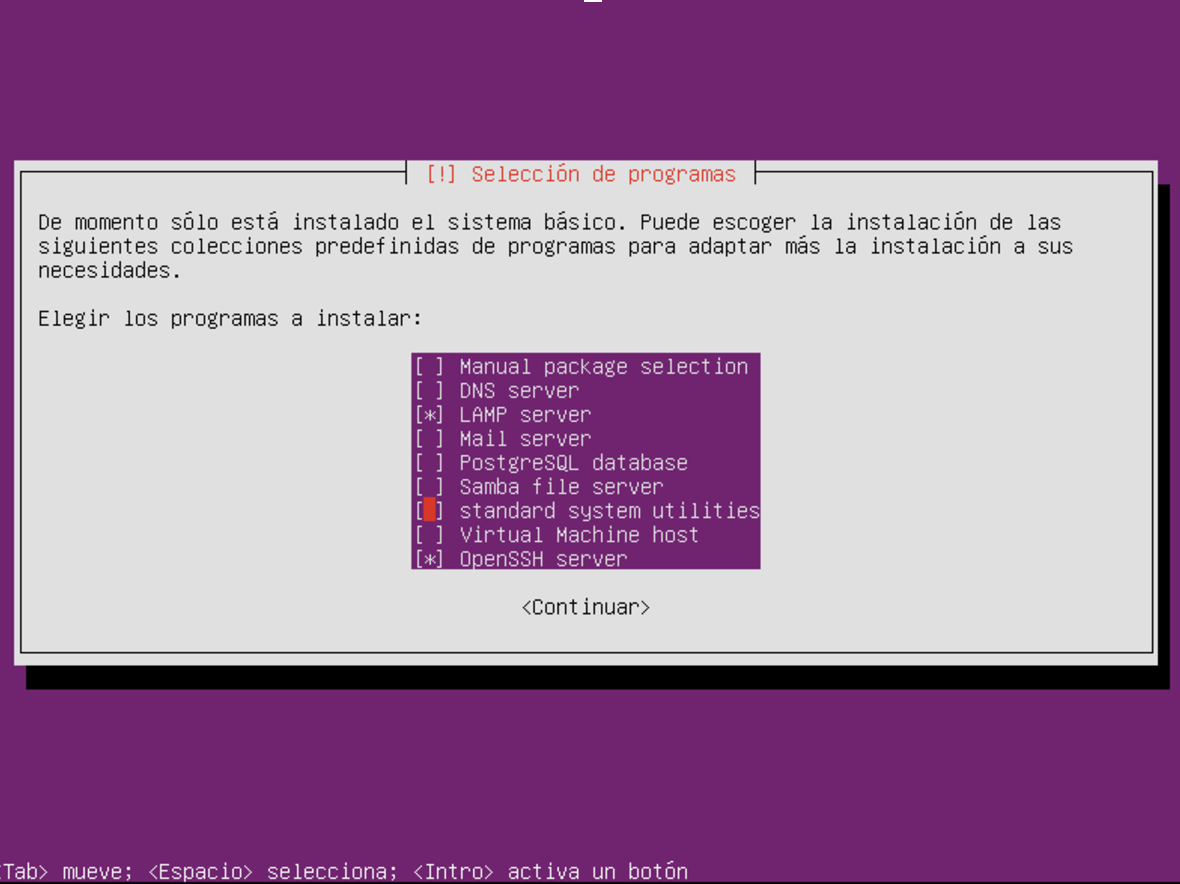 [!] Selección de programas
De momento sólo está instalado el sistema básico. Puede escoger la instalación de las
siguientes colecciones predefinidas de programas para adaptar más la instalación a sus
necesidades.
Elegir los programas a instalar:
[ ] Manual package selection
[ ] DNS server
[*] LAMP server
[ ] Mail server
[ ] PostgreSQL database
[ ] Samba file server
[ ] standard system utilities
[ ] Virtual Machine host
[*] OpenSSH server
<Continuar>
<Tab> mueve; <Espacio> selecciona; <Intro> activa un botón